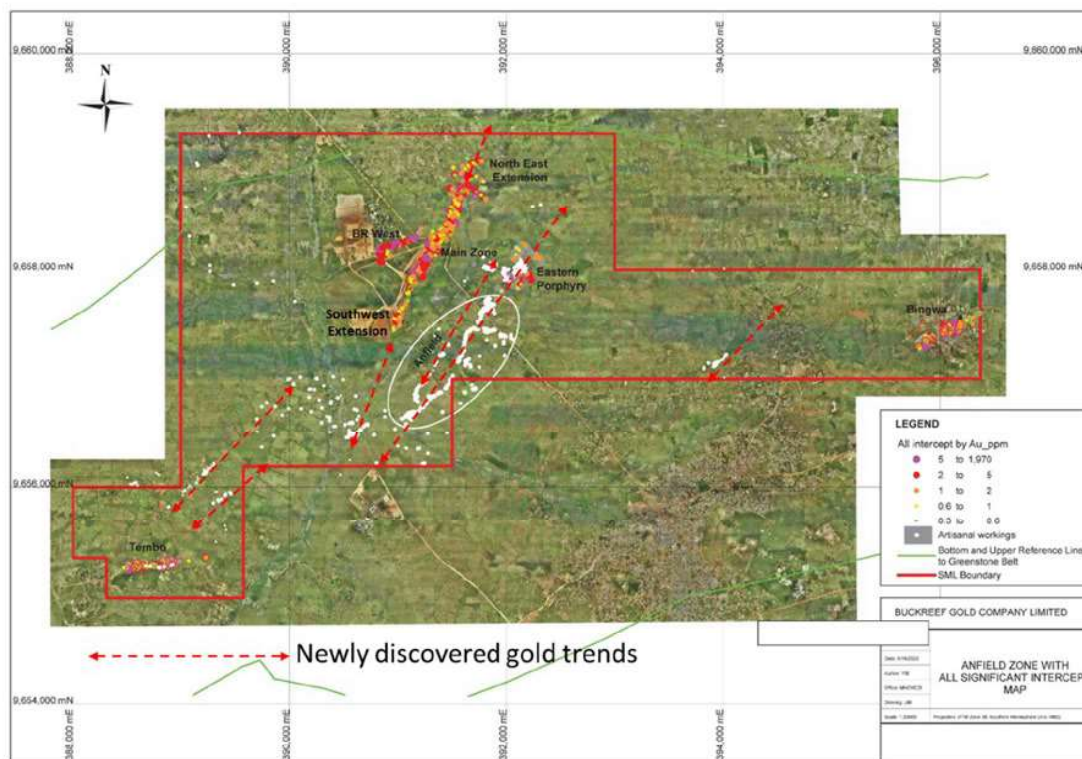 388,000 mE
390,000 mE
392,000 mE
394,000 mE
396,000 mE
9,660,000 mN
9,660,000 mN
N
North East
Extension
BR West
Main Zone
9,658,000 mN
9,658,000 mN
Eastern
Porphyry
Southwest
Extension
Bingwa
Anfield
9,656,000 mN
Tembo
LEGEND
All intercept by Au_ppm
5 to 1,970
2 to 5
1 to 2
0.6 to 1
Artisanal workings
Bottom and Upper Reference Line
to Greenstone Belt
SML Boundary
BUCKREEF GOLD COMPANY LIMITED
Newly discovered gold trends
ANFIELD ZONE WITH
ALL SIGNIFICANT INTERCEP
MAP
9,654,000 mN
388,000 mE
390,000 mE
392,000 mE
394,000 mE